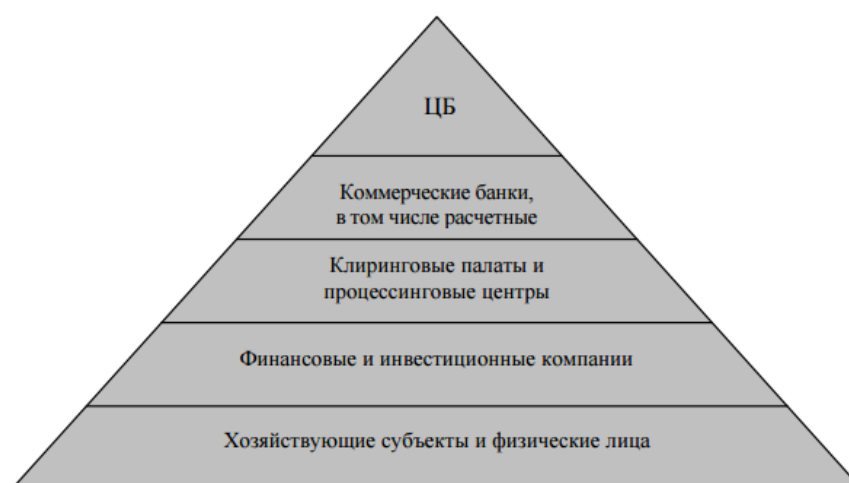 ЦБ
Коммерческие банки,
в том числе расчетные
Клиринговые палаты и
процессинговые центры
Финансовые и инвестиционные компании
Хозяйствующие субъекты и физические лица